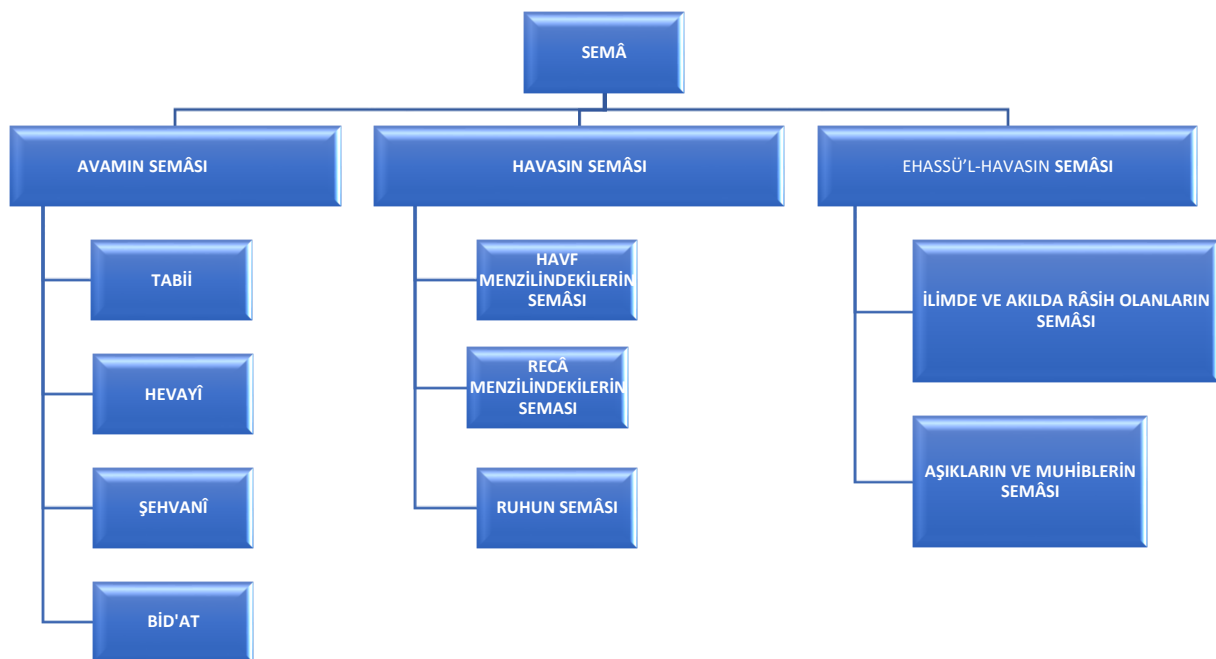 SEMÂ
AVAMIN SEMÂSI
TABİİ
HEVAYÎ
ŞEHVANÎ
BİD'AT
HAVASIN SEMÂSI
HAVF
MENZİLİNDEKİLERİN
SEMÂSI
RECÂ
MENZİLİNDEKİLERİN
SEMASI
RUHUN SEMÂSI
EHASSÜ’L-HAVASIN SEMÂSI
İLİMDE VE AKILDA RÂSİH OLANLARIN
SEMÂSI
AŞIKLARIN VE MUHİBLERİN
SEMÂSI